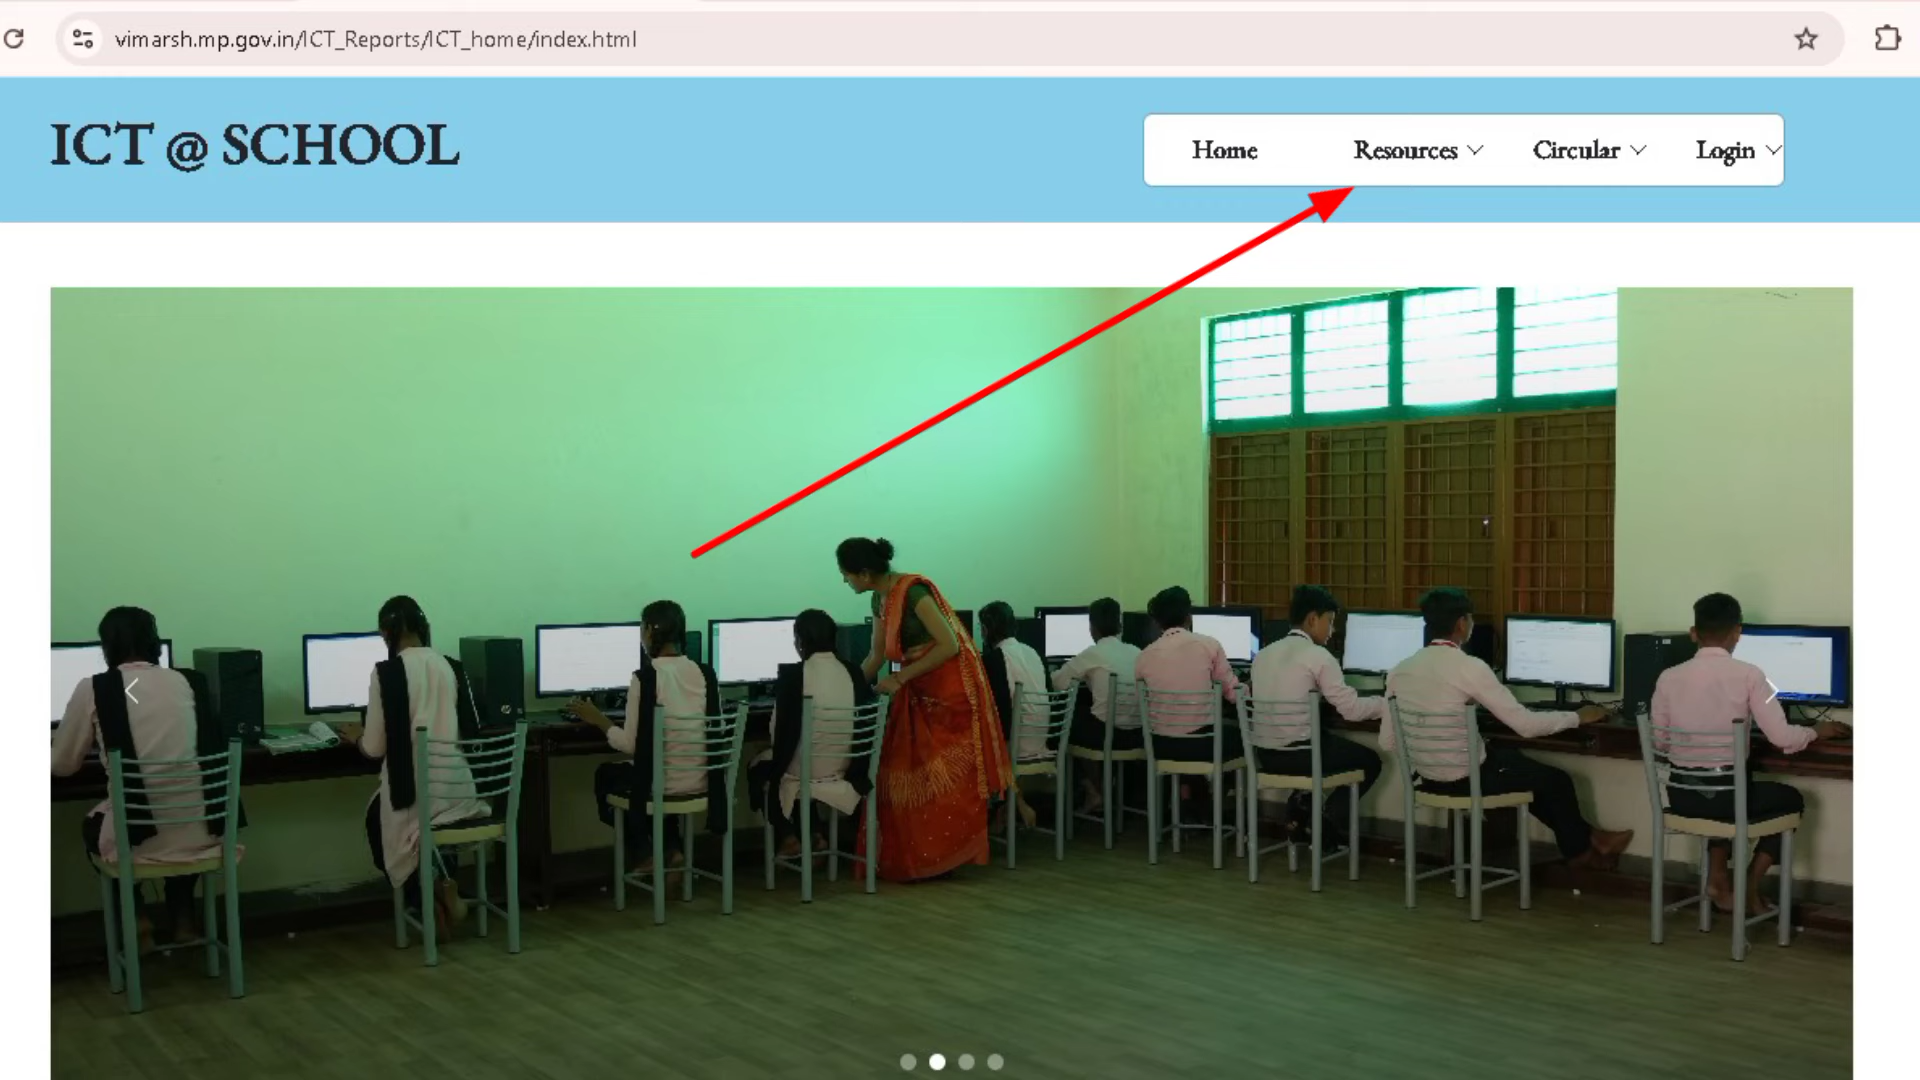 vimarsh.mp.gov.in/ICT_Reports/ICT_home/index.html
ICT @ SCHOOL
Home Resources Circular Login